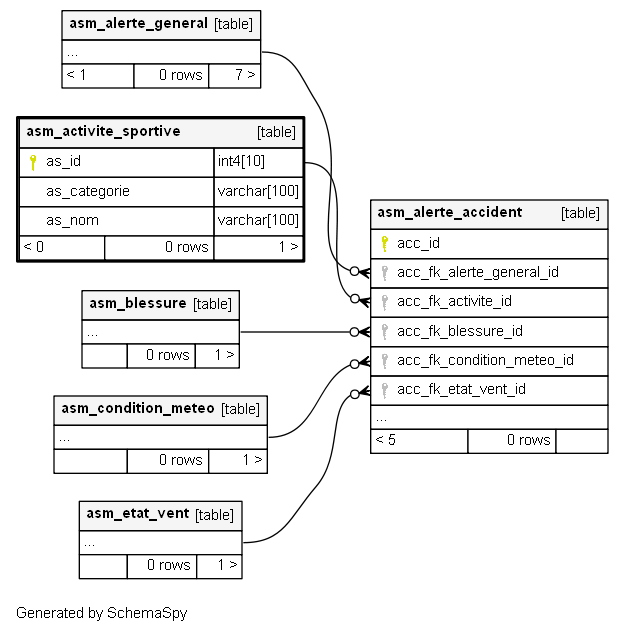 asm_alerte_general [table]
...
< 1 0 rows 7 >
asm_activite_sportive [table]
as_id int4[10]
as_categorie varchar[100]
as_nom varchar[100]
< 0 0 rows 1 >
asm_blessure [table]
...
0 rows 1 >
asm_condition_meteo [table]
...
0 rows 1 >
asm_etat_vent [table]
...
0 rows 1 >
asm_alerte_accident [table]
acc_id
acc_fk_alerte_general_id
acc_fk_activite_id
acc_fk_blessure_id
acc_fk_condition_meteo_id
acc_fk_etat_vent_id
...
< 5 0 rows
Generated by SchemaSpy